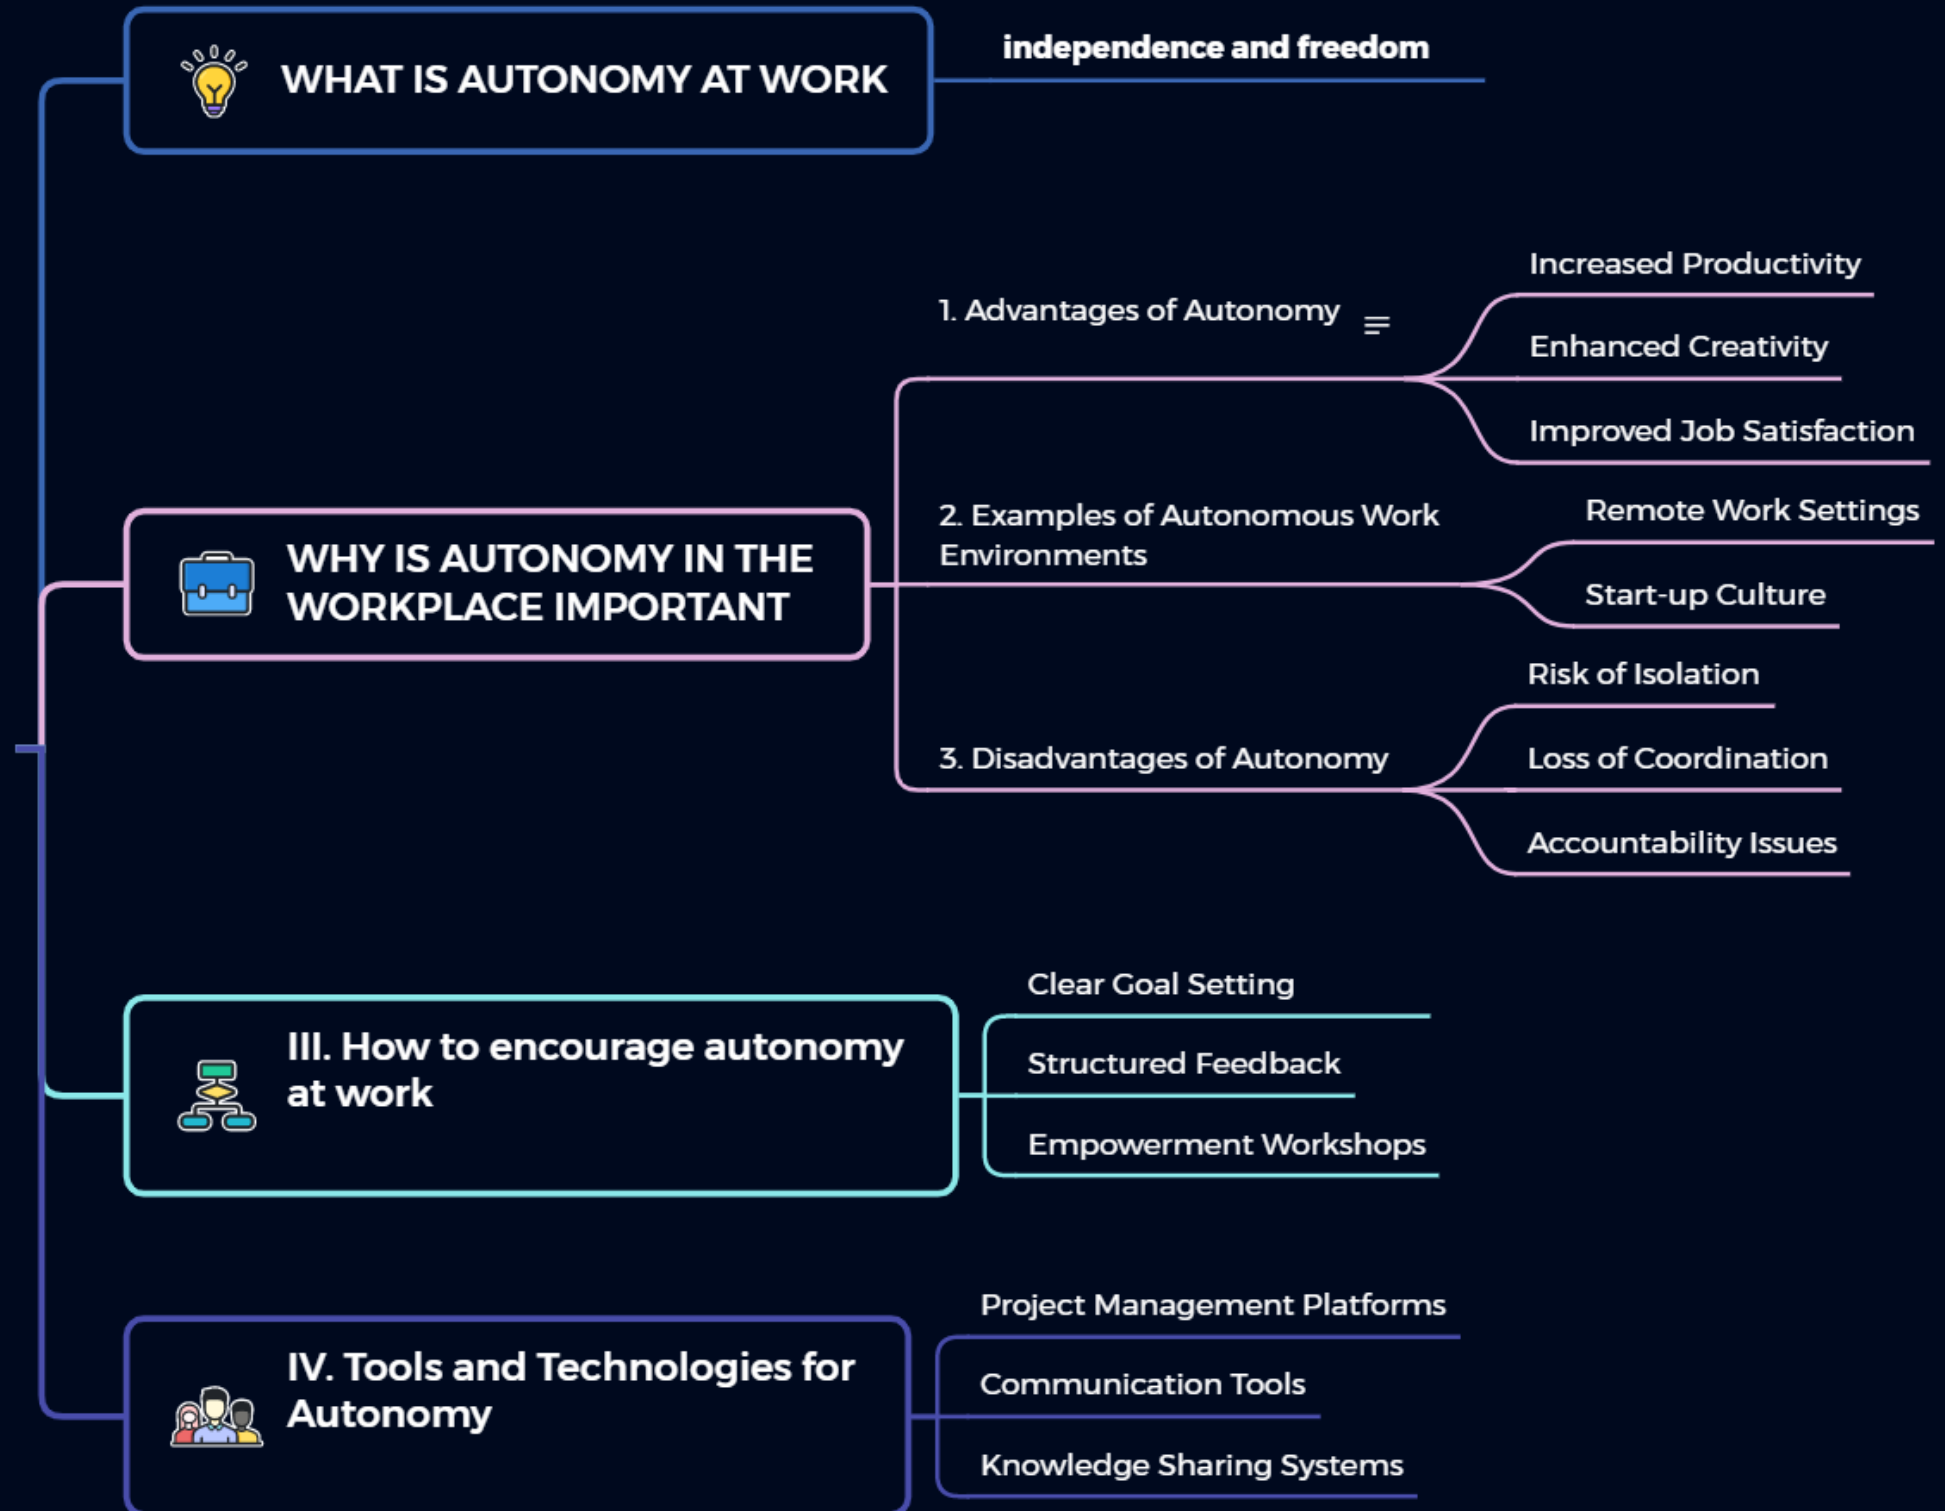 WHAT IS AUTONOMY AT WORK
independence and freedom
WHY IS AUTONOMY IN THE
WORKPLACE IMPORTANT
1. Advantages of Autonomy
Increased Productivity
Enhanced Creativity
Improved Job Satisfaction
2. Examples of Autonomous Work
Environments
Remote Work Settings
Start-up Culture
3. Disadvantages of Autonomy
Risk of Isolation
Loss of Coordination
Accountability Issues
III. How to encourage autonomy
at work
Clear Goal Setting
Structured Feedback
Empowerment Workshops
IV. Tools and Technologies for
Autonomy
Project Management Platforms
Communication Tools
Knowledge Sharing Systems